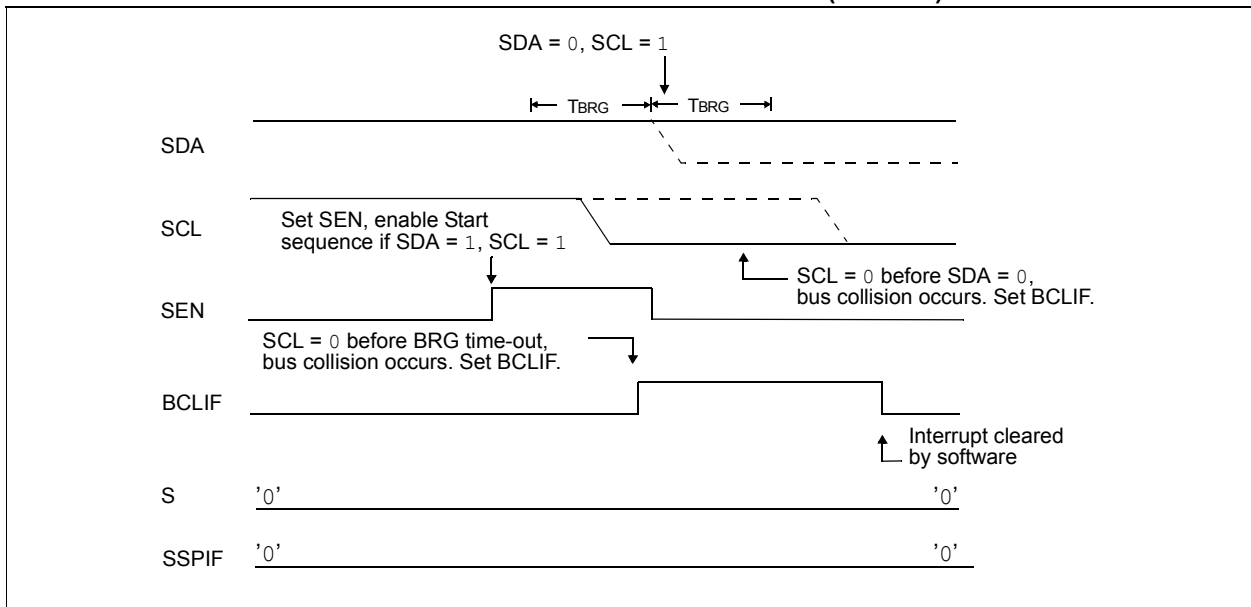 SDA = 0, SCL = 1
TBRG TBRG
SDA
SCL
Set SEN, enable Start
sequence if SDA = 1, SCL = 1
SCL = 0 before SDA = 0,
bus collision occurs. Set BCLIF.
SEN
SCL = 0 before BRG time-out,
bus collision occurs. Set BCLIF.
BCLIF
Interrupt cleared
by software
S '0' '0'
SSPIF '0' '0'